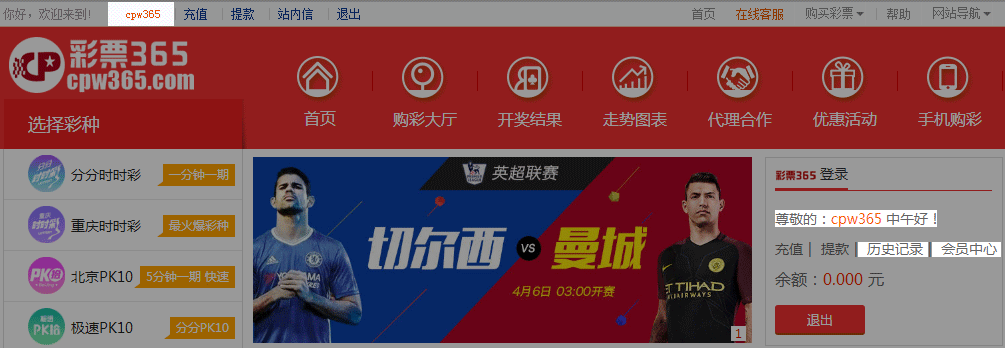 你好，欢迎来到! cpw365 充值 | 提款 | 站内信 | 退出 首页 在线客服 购买彩票 | 帮助 网站导航
彩票365
cpw365.com
首页 购彩大厅 开奖结果 走势图表 代理合作 优惠活动 手机购彩
选择彩种
分分时时彩 一分钟一期
重庆时时彩 最火爆彩种
北京PK10 5分钟一期 快速
极速PK10 分分PK10
英超联赛
切尔西 VS 曼城
4月6日 03:00开赛
ETIHAD
AIRWAYS
1
彩票365 登录
尊敬的：cpw365 中午好！
充值 | 提款 | 历史记录 | 会员中心
余额：0.000 元
退出